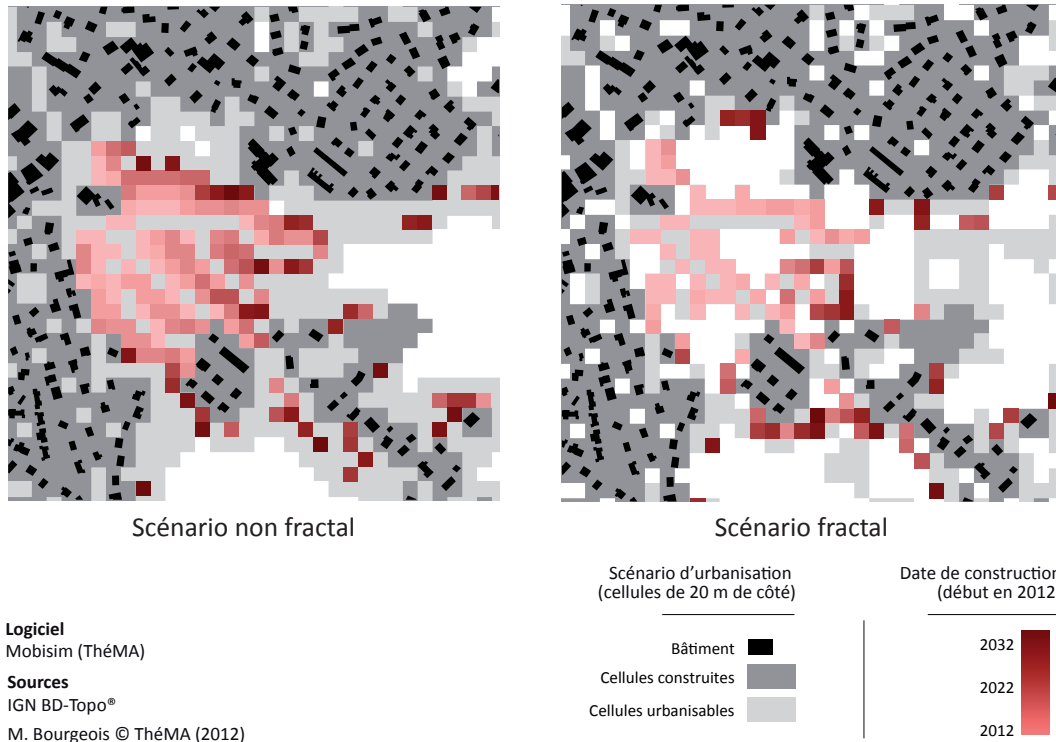 Scénario non fractal
Scénario fractal
Scénario d'urbanisation
(cellules de 20 m de côté)
Bâtiment
Cellules construites
Cellules urbanisables
Date de construction
(début en 2012
2032
2022
2012
Logiciel
Mobisim (ThéMA)
Sources
IGN BD-Topo®
M. Bourgeois © ThéMA (2012)